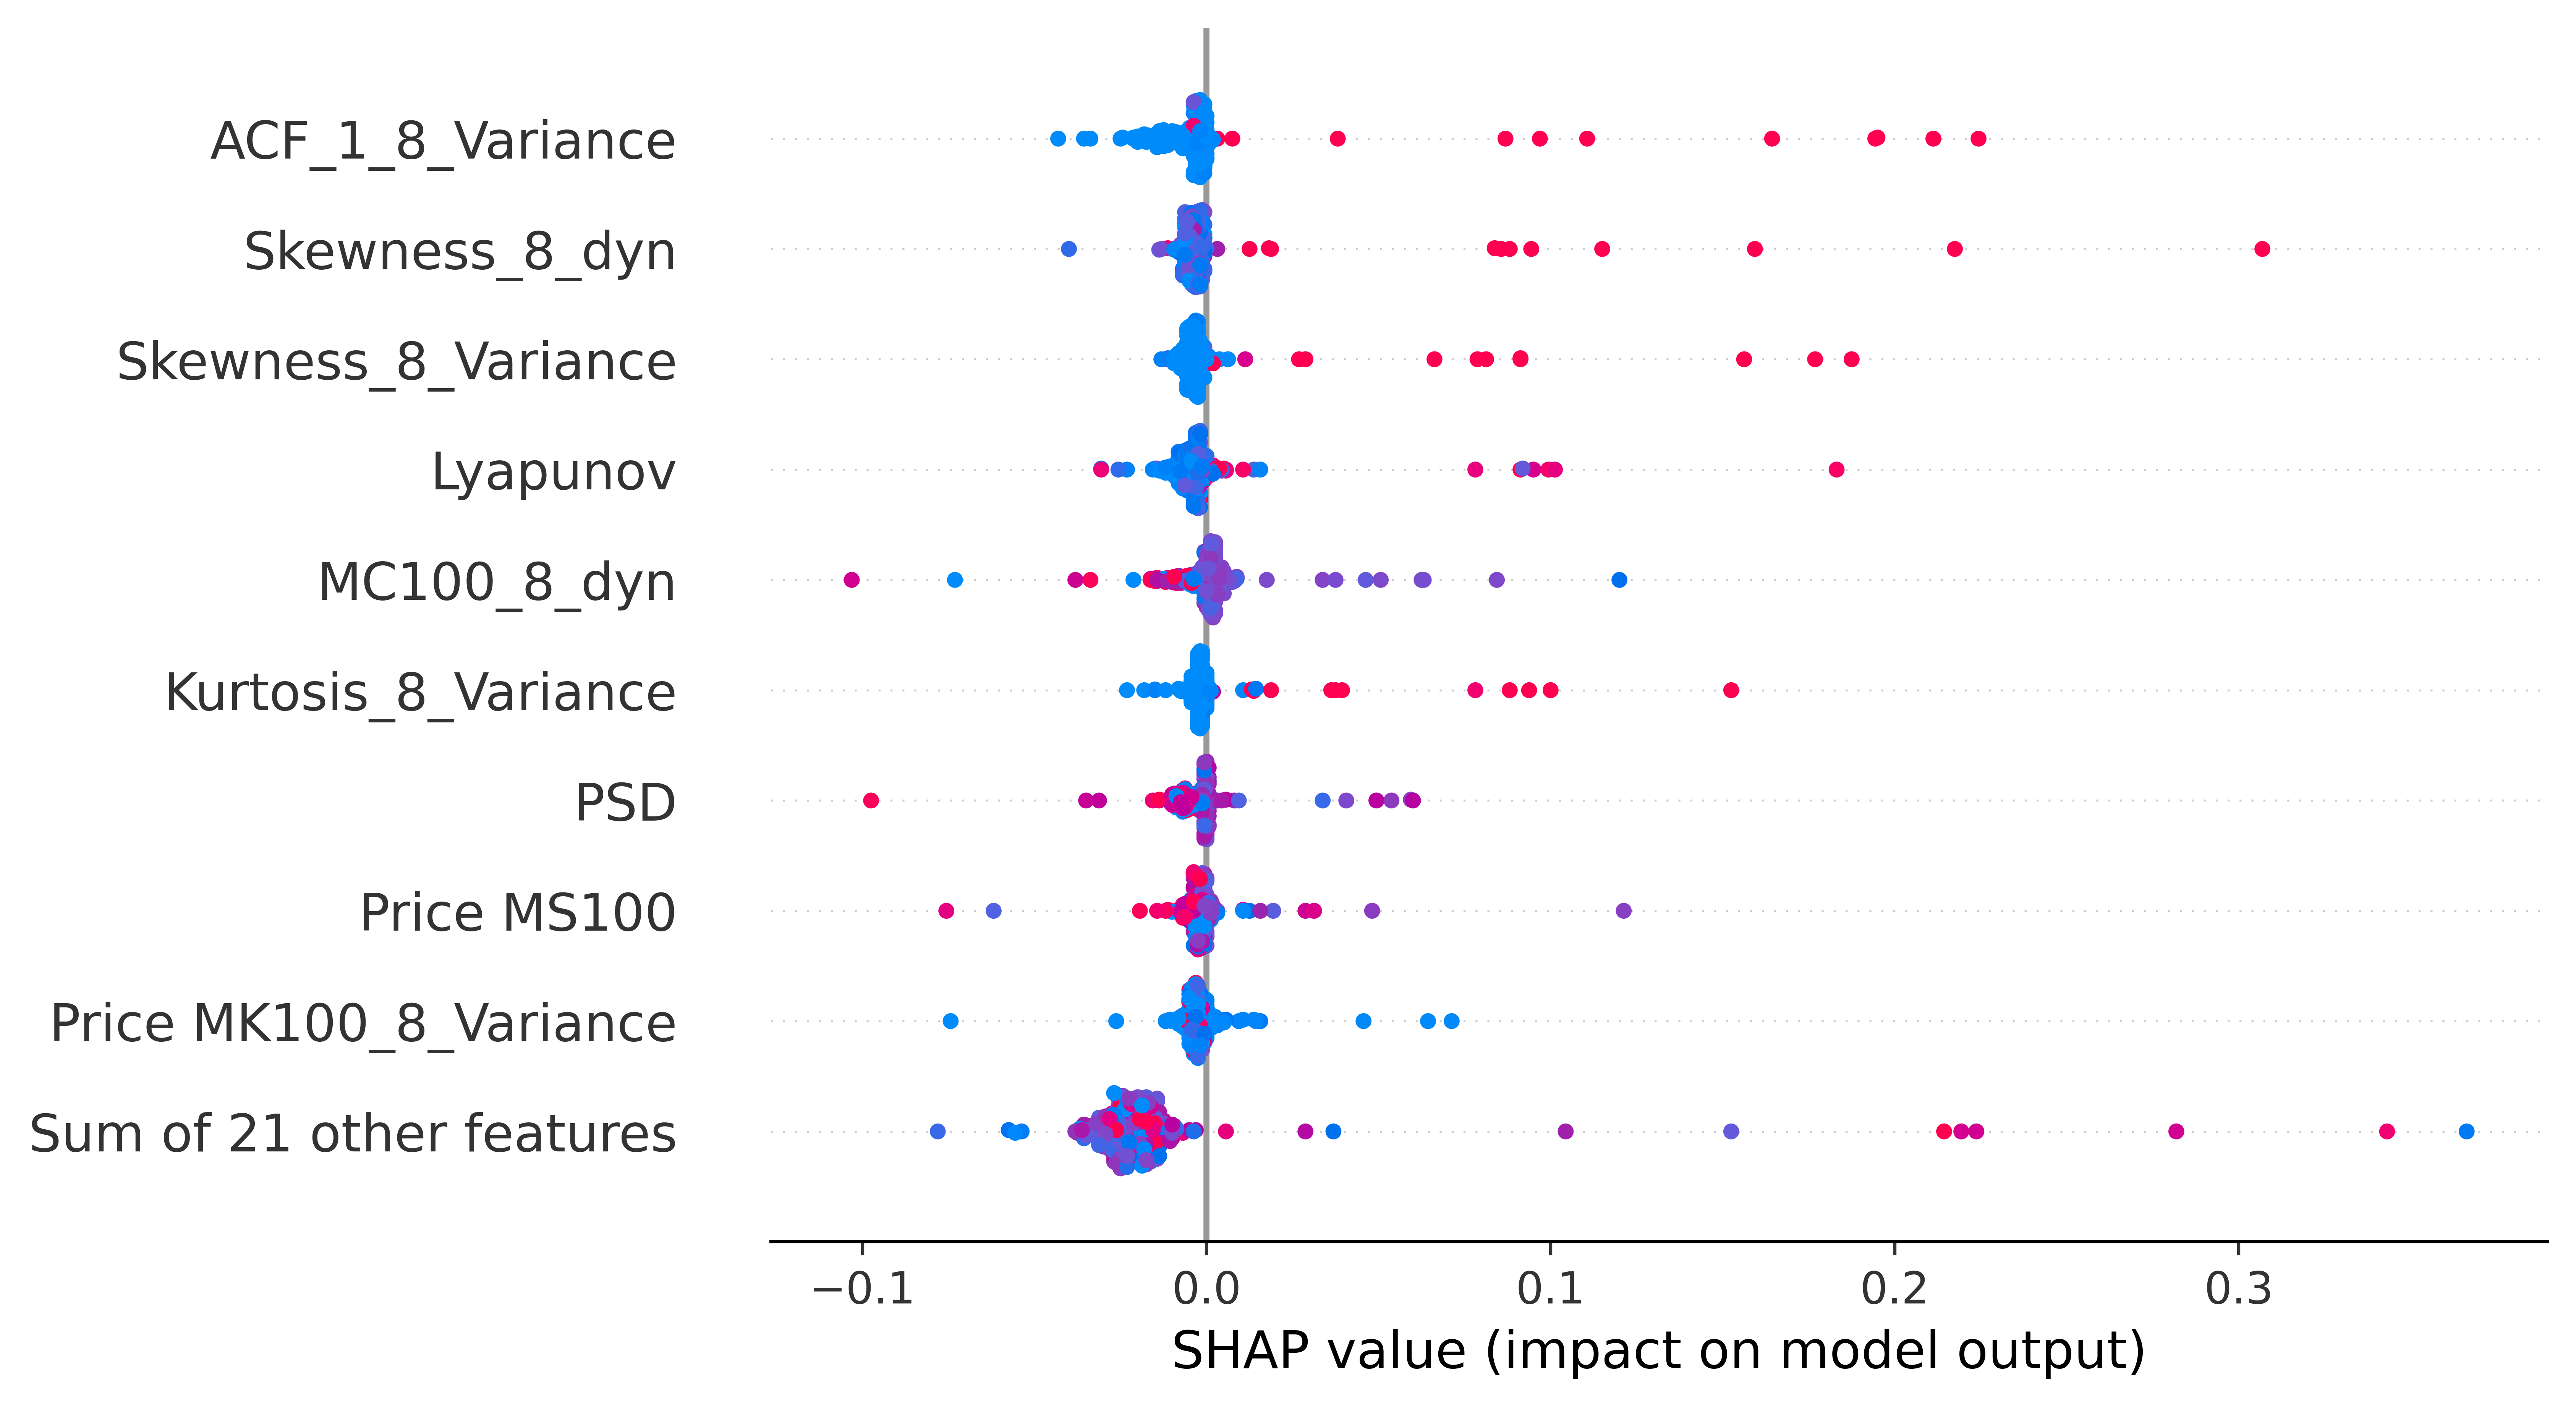 ACF_1_8_Variance
Skewness_8_dyn
Skewness_8_Variance
Lyapunov
MC100_8_dyn
Kurtosis_8_Variance
PSD
Price MS100
Price MK100_8_Variance
Sum of 21 other features
−0.1 0.0 0.1 0.2 0.3
SHAP value (impact on model output)